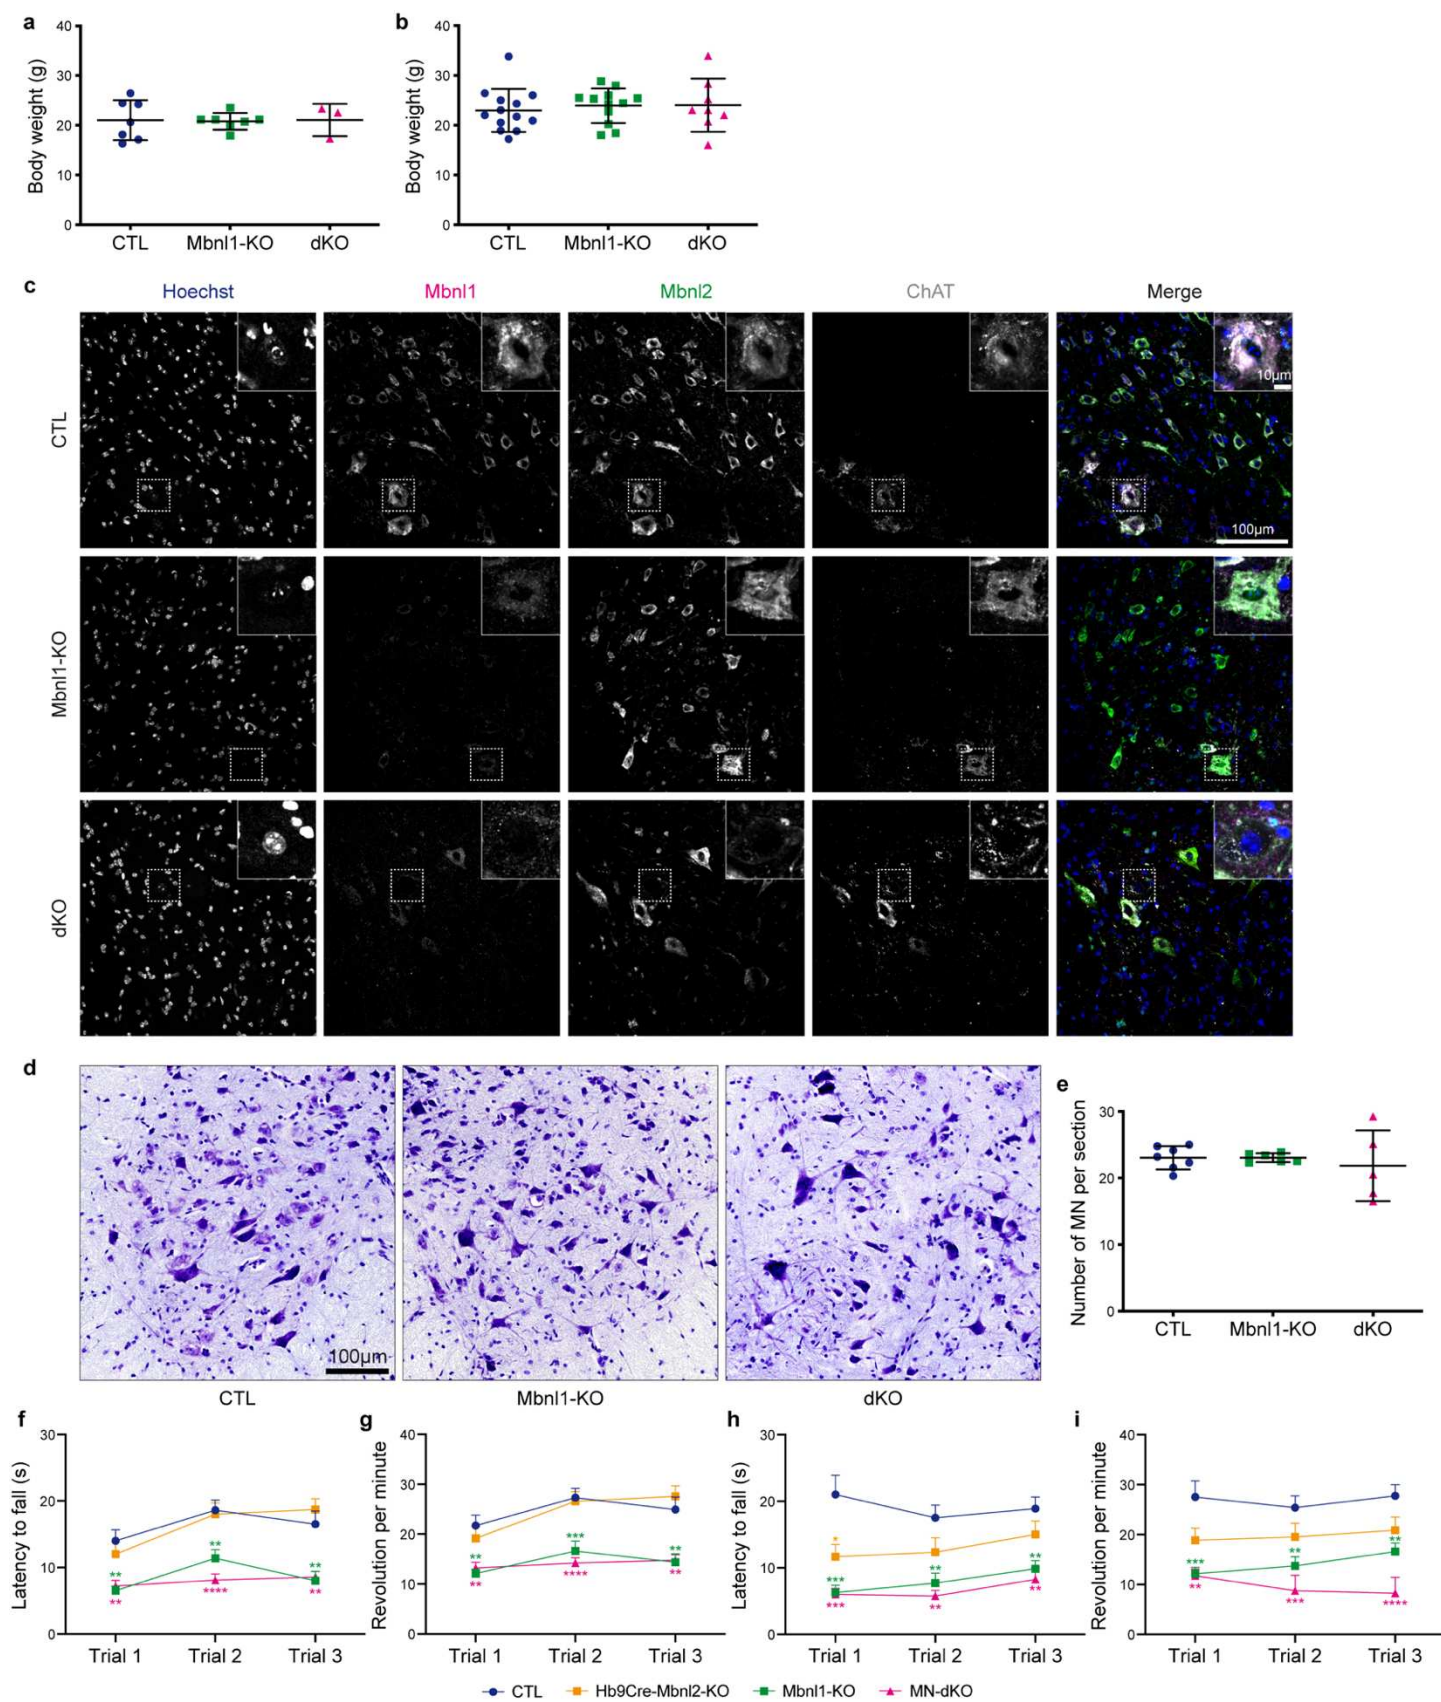 a
b
40
30
20
10
0
Body weight (g)
CTL
Mbnl1-KO
dKO
40
30
20
10
0
Body weight (g)
CTL
Mbnl1-KO
dKO
c
Hoechst
Mbnl1
Mbnl2
ChAT
Merge
CTL
10µm
100µm
Mbnl1-KO
dKO
d
100µm
CTL
Mbnl1-KO
dKO
e
30
20
10
0
Number of MN per section
CTL
Mbnl1-KO
dKO
f
30
20
10
0
Latency to fall (s)
**
**
**
**
****
**
Trial 1
Trial 2
Trial 3
g
40
30
20
10
0
Revolution per minute
**
***
**
**
****
**
Trial 1
Trial 2
Trial 3
h
30
20
10
0
Latency to fall (s)
*
***
**
**
***
**
**
Trial 1
Trial 2
Trial 3
i
40
30
20
10
0
Revolution per minute
***
**
**
**
***
****
Trial 1
Trial 2
Trial 3
CTL
Hb9Cre-Mbnl2-KO
Mbnl1-KO
MN-dKO